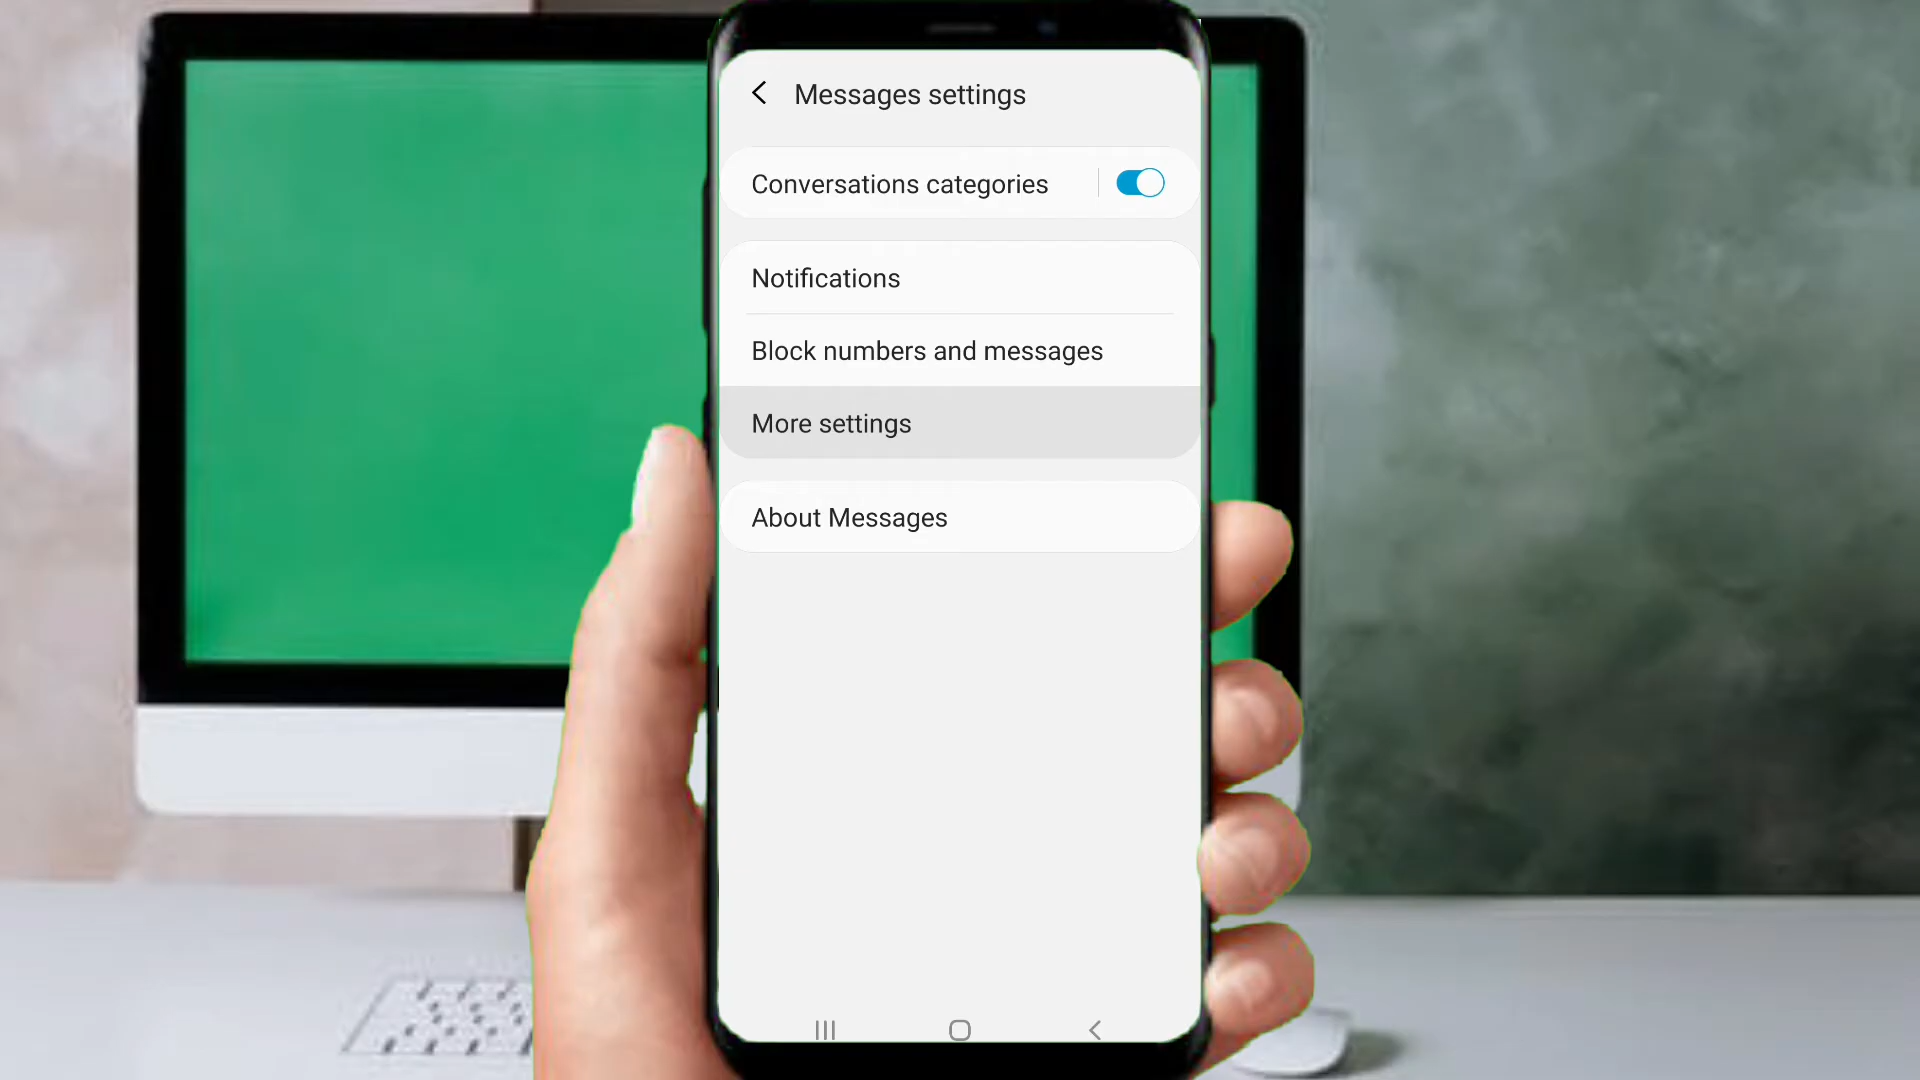 Messages settings
Conversations categories
Notifications
Block numbers and messages
More settings
About Messages